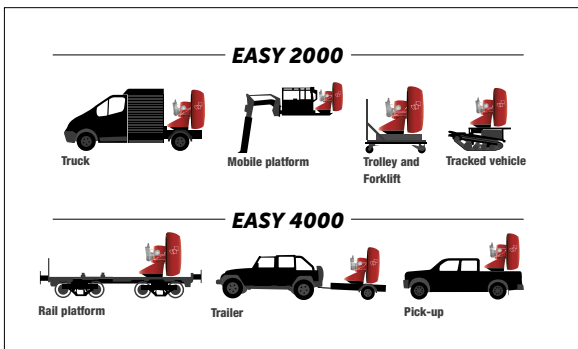 EASY 2000
Truck
Mobile platform
Trolley and
Forklift
Tracked vehicle
EASY 4000
Rail platform
Trailer
Pick-up